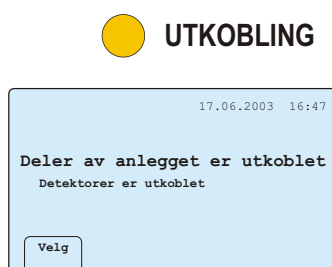 UTKOBLING
17.06.2003 16:47
Deler av anlegget er utkoblet
Detektorer er utkoblet
Velg